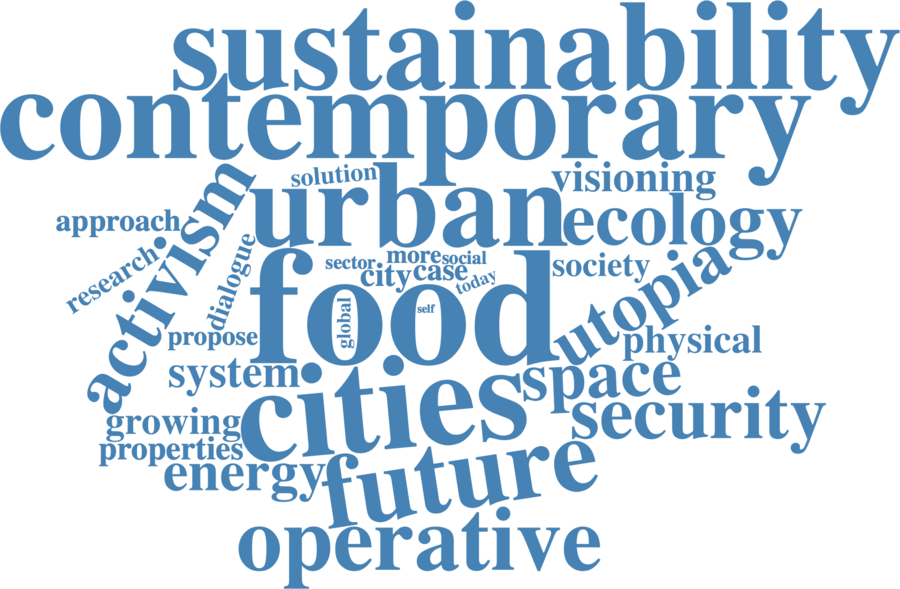 sustainability
contemporary
solution
visioning
urban
approach
ecology
activism
research
dialogue
sector
more
social
city
case
today
society
food
global
self
utopia
propose
physical
system
cities
space
security
growing
properties
energy
future
operative